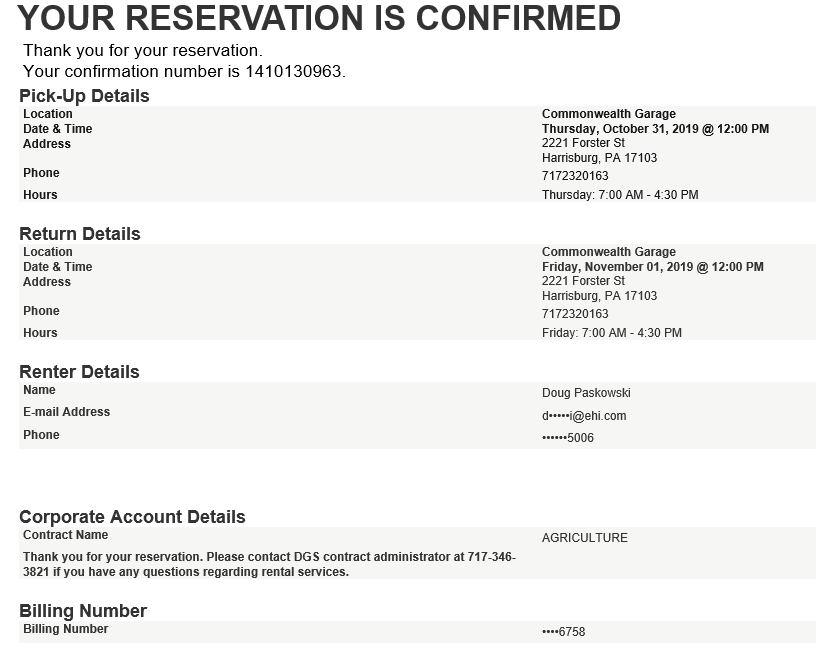 YOUR RESERVATION IS CONFIRMED
Thank you for your reservation.
Your confirmation number is 1410130963.
Pick-Up Details
Location Commonwealth Garage
Date & Time Thursday, October 31, 2019 @ 12:00 PM
Address 2221 Forster St
Harrisburg, PA 17103
Phone 7172320163
Hours Thursday: 7:00 AM - 4:30 PM
Return Details
Location Commonwealth Garage
Date & Time Friday, November 01, 2019 @ 12:00 PM
Address 2221 Forster St
Harrisburg, PA 17103
Phone 7172320163
Hours Friday: 7:00 AM - 4:30 PM
Renter Details
Name Doug Paskowski
E-mail Address d•••••i@ehi.com
Phone ••••••5006
Corporate Account Details
Contract Name AGRICULTURE
Thank you for your reservation. Please contact DGS contract administrator at 717-346-
3821 if you have any questions regarding rental services.
Billing Number
Billing Number ••••6758